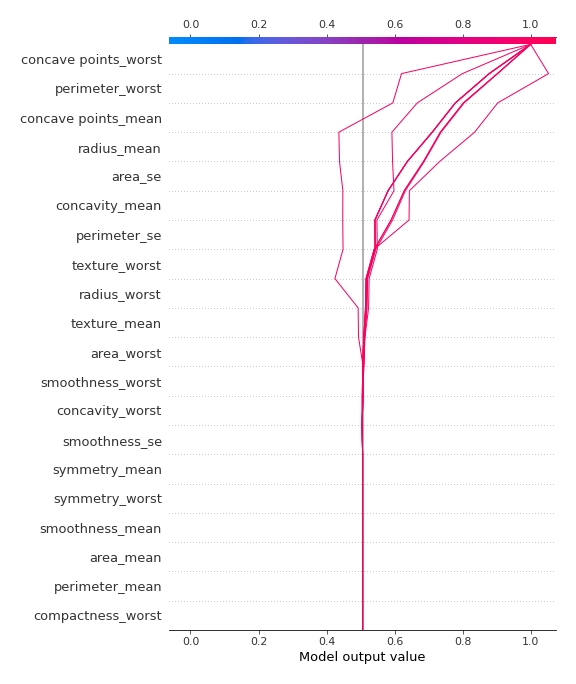 0.0 0.2 0.4 0.6 0.8 1.0
concave points_worst
perimeter_worst
concave points_mean
radius_mean
area_se
concavity_mean
perimeter_se
texture_worst
radius_worst
texture_mean
area_worst
smoothness_worst
concavity_worst
smoothness_se
symmetry_mean
symmetry_worst
smoothness_mean
area_mean
perimeter_mean
compactness_worst
0.0 0.2 0.4 0.6 0.8 1.0
Model output value